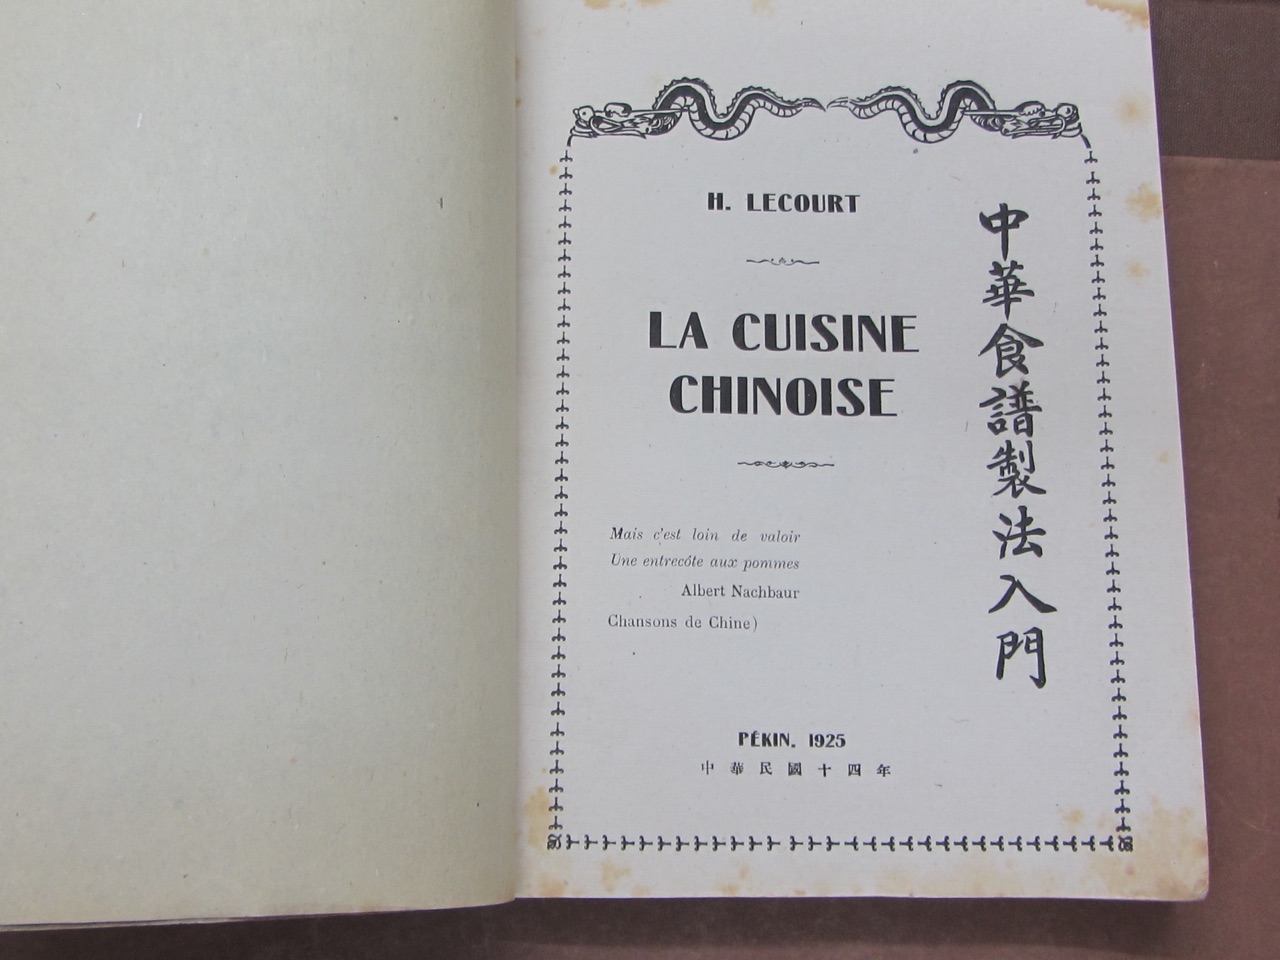 H. LECOURT
LA CUISINE
CHINOISE
Mais c'est loin de valoir
Une entrecôte aux pommes
Albert Nachbaur
Chansons de Chine)
PÉKIN. 1925
中華民國十四年
中華食譜製法入門